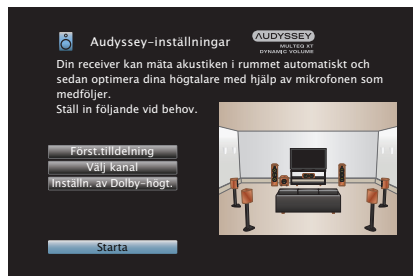 Audyssey-inställningar
AUDYSSEY
MULTEQ XT
DYNAMIC VOLUME
Din receiver kan mäta akustiken i rummet automatiskt och
sedan optimera dina högtalare med hjälp av mikrofonen som
medföljer.
Ställ in följande vid behov.
Först.tilldelning
Välj kanal
Inställn. av Dolby-högt.
Starta